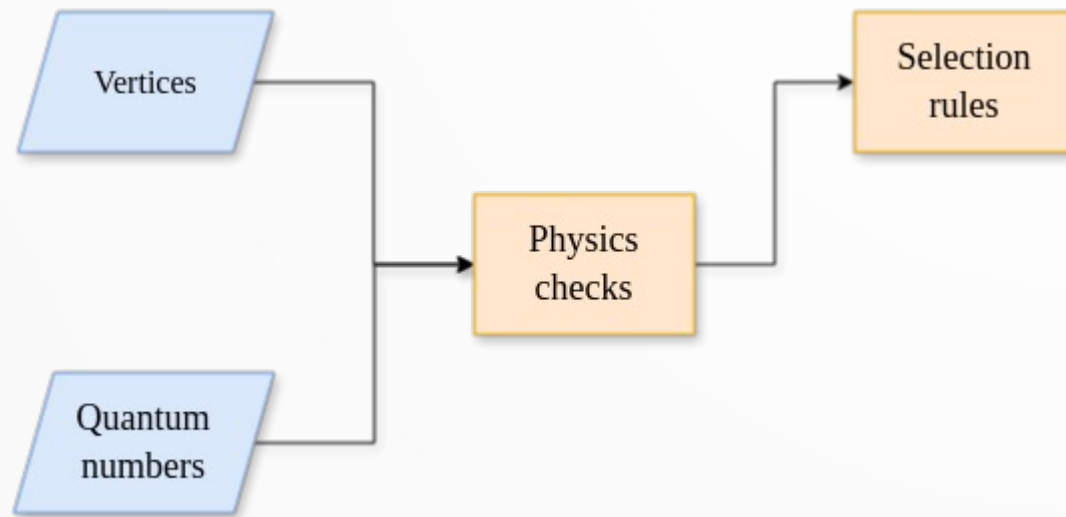 Vertices
Selection
rules
Physics
checks
Quantum
numbers